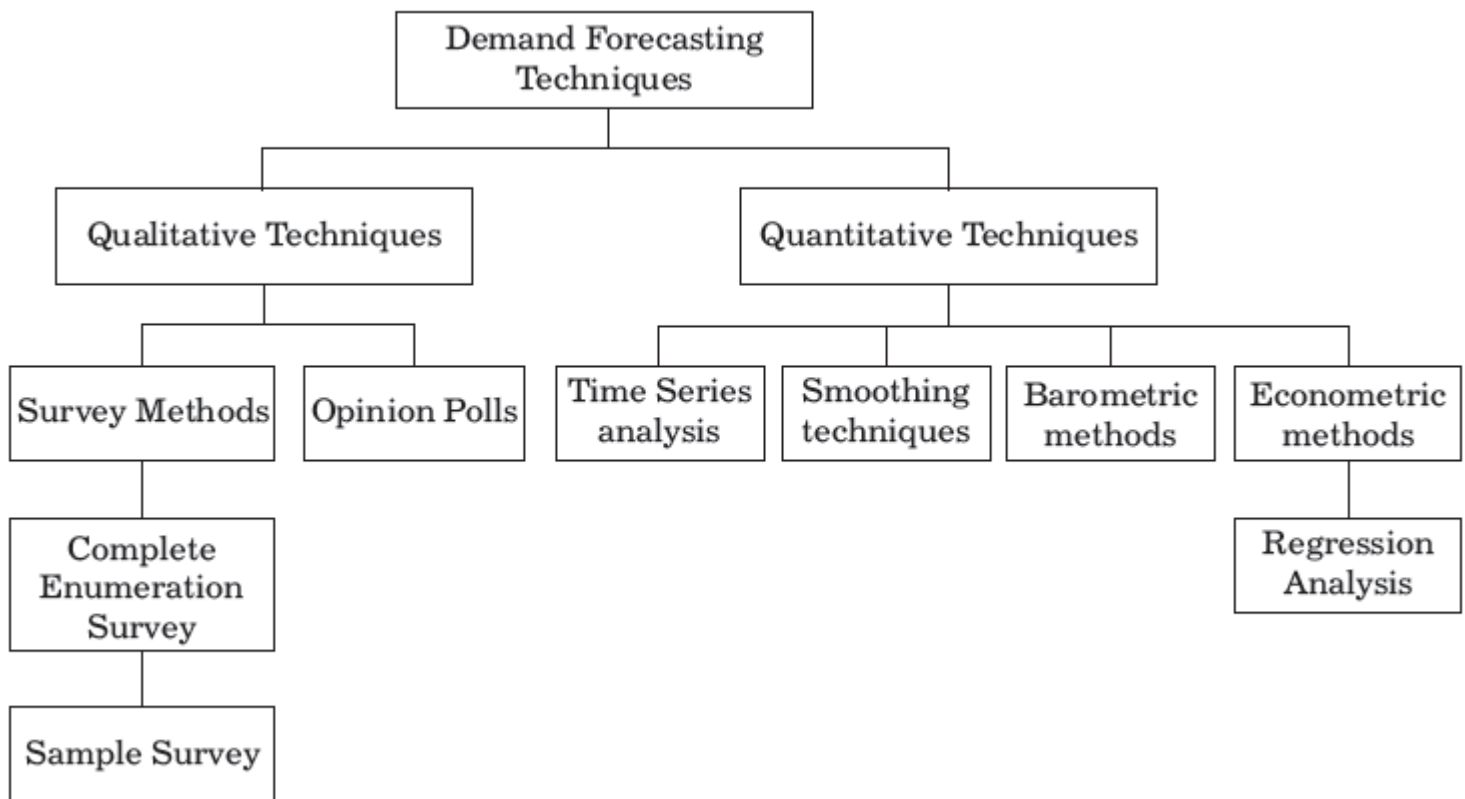 Demand Forecasting
Techniques
Qualitative Techniques
Quantitative Techniques
Survey Methods
Opinion Polls
Time Series
analysis
Smoothing
techniques
Barometric
methods
Econometric
methods
Complete
Enumeration
Survey
Regression
Analysis
Sample Survey